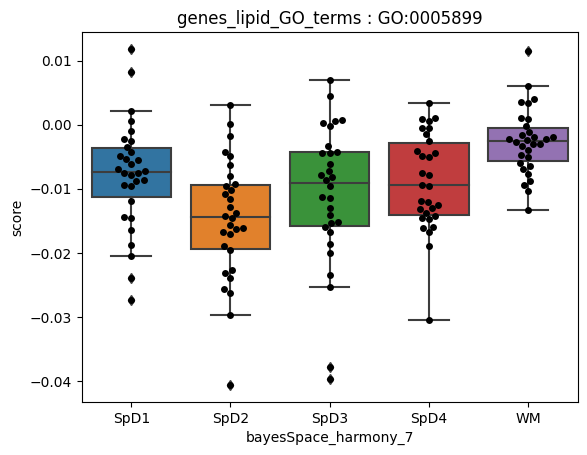 genes_lipid_GO_terms : GO:0005899
0.01
0.00
−0.01
−0.02
−0.03
−0.04
score
SpD1 SpD2 SpD3 SpD4 WM
bayesSpace_harmony_7